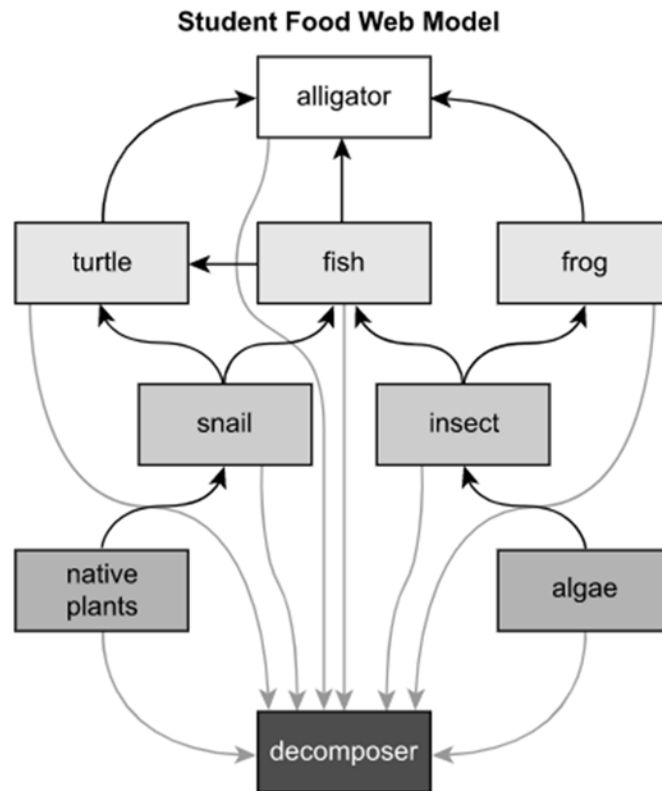 Student Food Web Model
alligator
turtle
fish
frog
snail
insect
native
plants
algae
decomposer